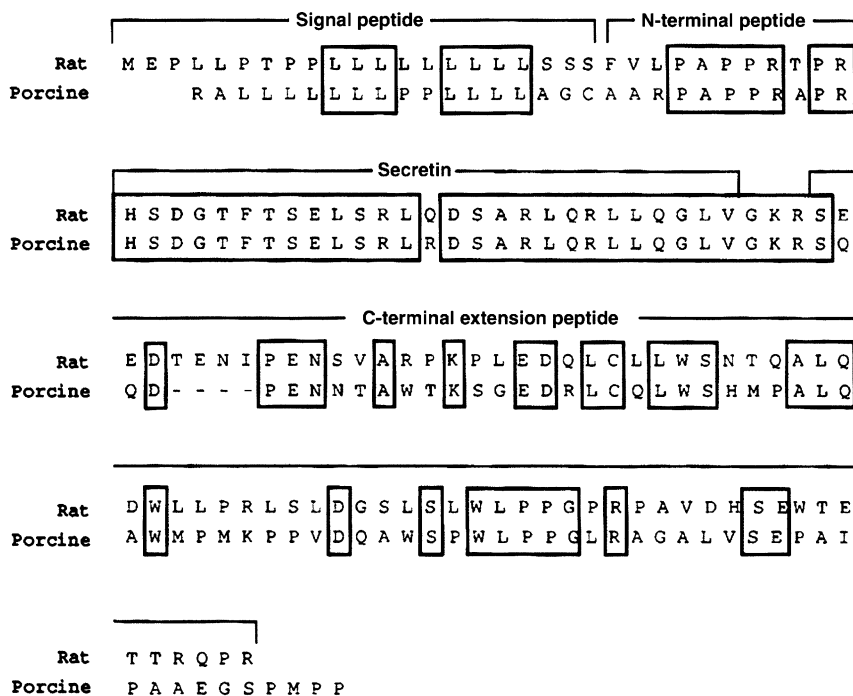 Signal peptide N-terminal peptide
Rat M E P L L P T P P L L L L L L L L L S S S F V L P A P P R T P R
Porcine R A L L L L L L L P P L L L L A G C A A R P A P P R A P R
Secretin
Rat H S D G T F T S E L S R L Q D S A R L Q R L L Q G L V G K R S E
Porcine H S D G T F T S E L S R L R D S A R L Q R L L Q G L V G K R S Q
C-terminal extension peptide
Rat E D T E N I P E N S V A R P K P L E D Q L C L L W S N T Q A L Q
Porcine Q D - - - - P E N N T A W T K S G E D R L C Q L W S H M P A L Q
Rat D W L L P R L S L D G S L S L W L P P G P R P A V D H S E W T E
Porcine A W M P M K P P V D Q A W S P W L P P G L R A G A L V S E P A I
Rat T T R Q P R
Porcine P A A E G S P M P P